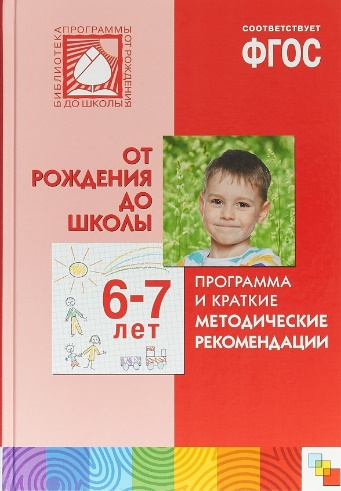 БИБЛИОТЕКА
ПРОГРАММЫ
ОТ РОЖДЕНИЯ
ДО ШКОЛЫ
СООТВЕТСТВУЕТ
ФГОС
ОТ
РОЖДЕНИЯ
ДО
ШКОЛЫ
6-7
лет
ПРОГРАММА
И КРАТКИЕ
МЕТОДИЧЕСКИЕ
РЕКОМЕНДАЦИИ